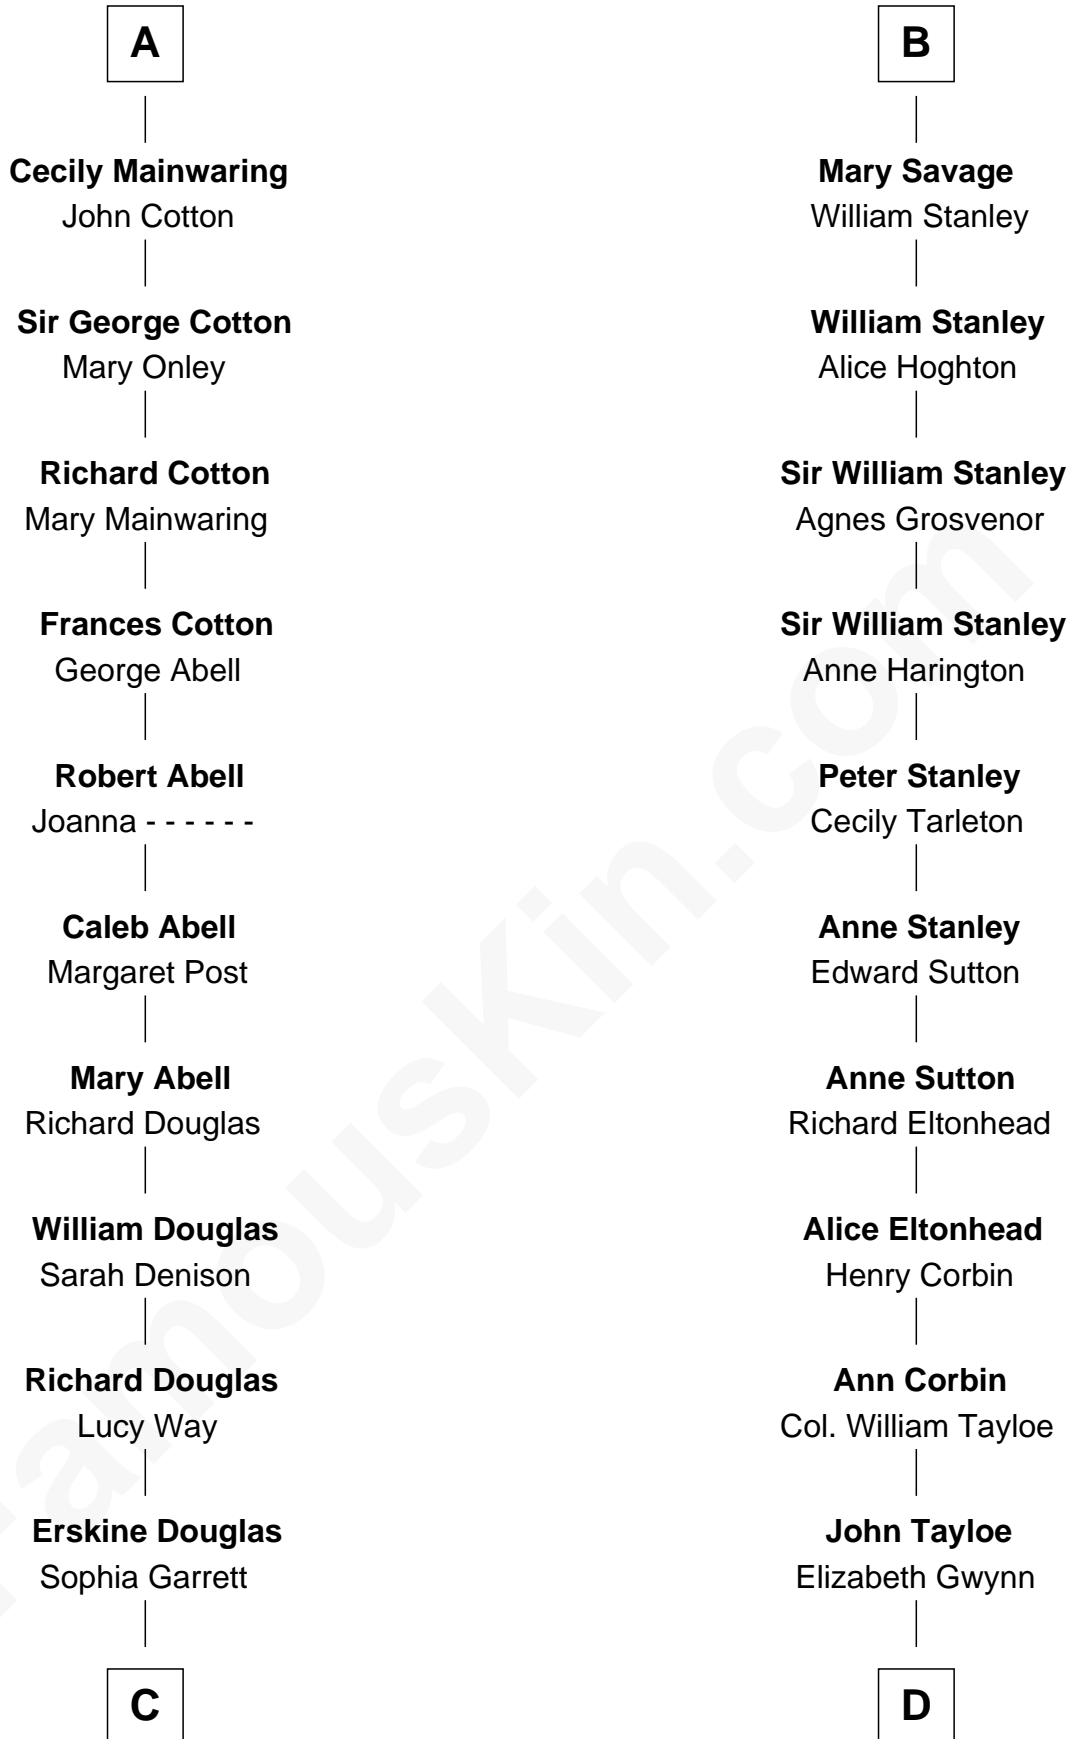 A
Cecily Mainwaring
John Cotton
Sir George Cotton
Mary Onley
Richard Cotton
Mary Mainwaring
Frances Cotton
George Abell
Robert Abell
Joanna - - - - - -
Caleb Abell
Margaret Post
Mary Abell
Richard Douglas
William Douglas
Sarah Denison
Richard Douglas
Lucy Way
Erskine Douglas
Sophia Garrett
C
B
Mary Savage
William Stanley
William Stanley
Alice Hoghton
Sir William Stanley
Agnes Grosvenor
Sir William Stanley
Anne Harington
Peter Stanley
Cecily Tarleton
Anne Stanley
Edward Sutton
Anne Sutton
Richard Eltonhead
Alice Eltonhead
Henry Corbin
Ann Corbin
Col. William Tayloe
John Tayloe
Elizabeth Gwynn
D
FamousKin.com